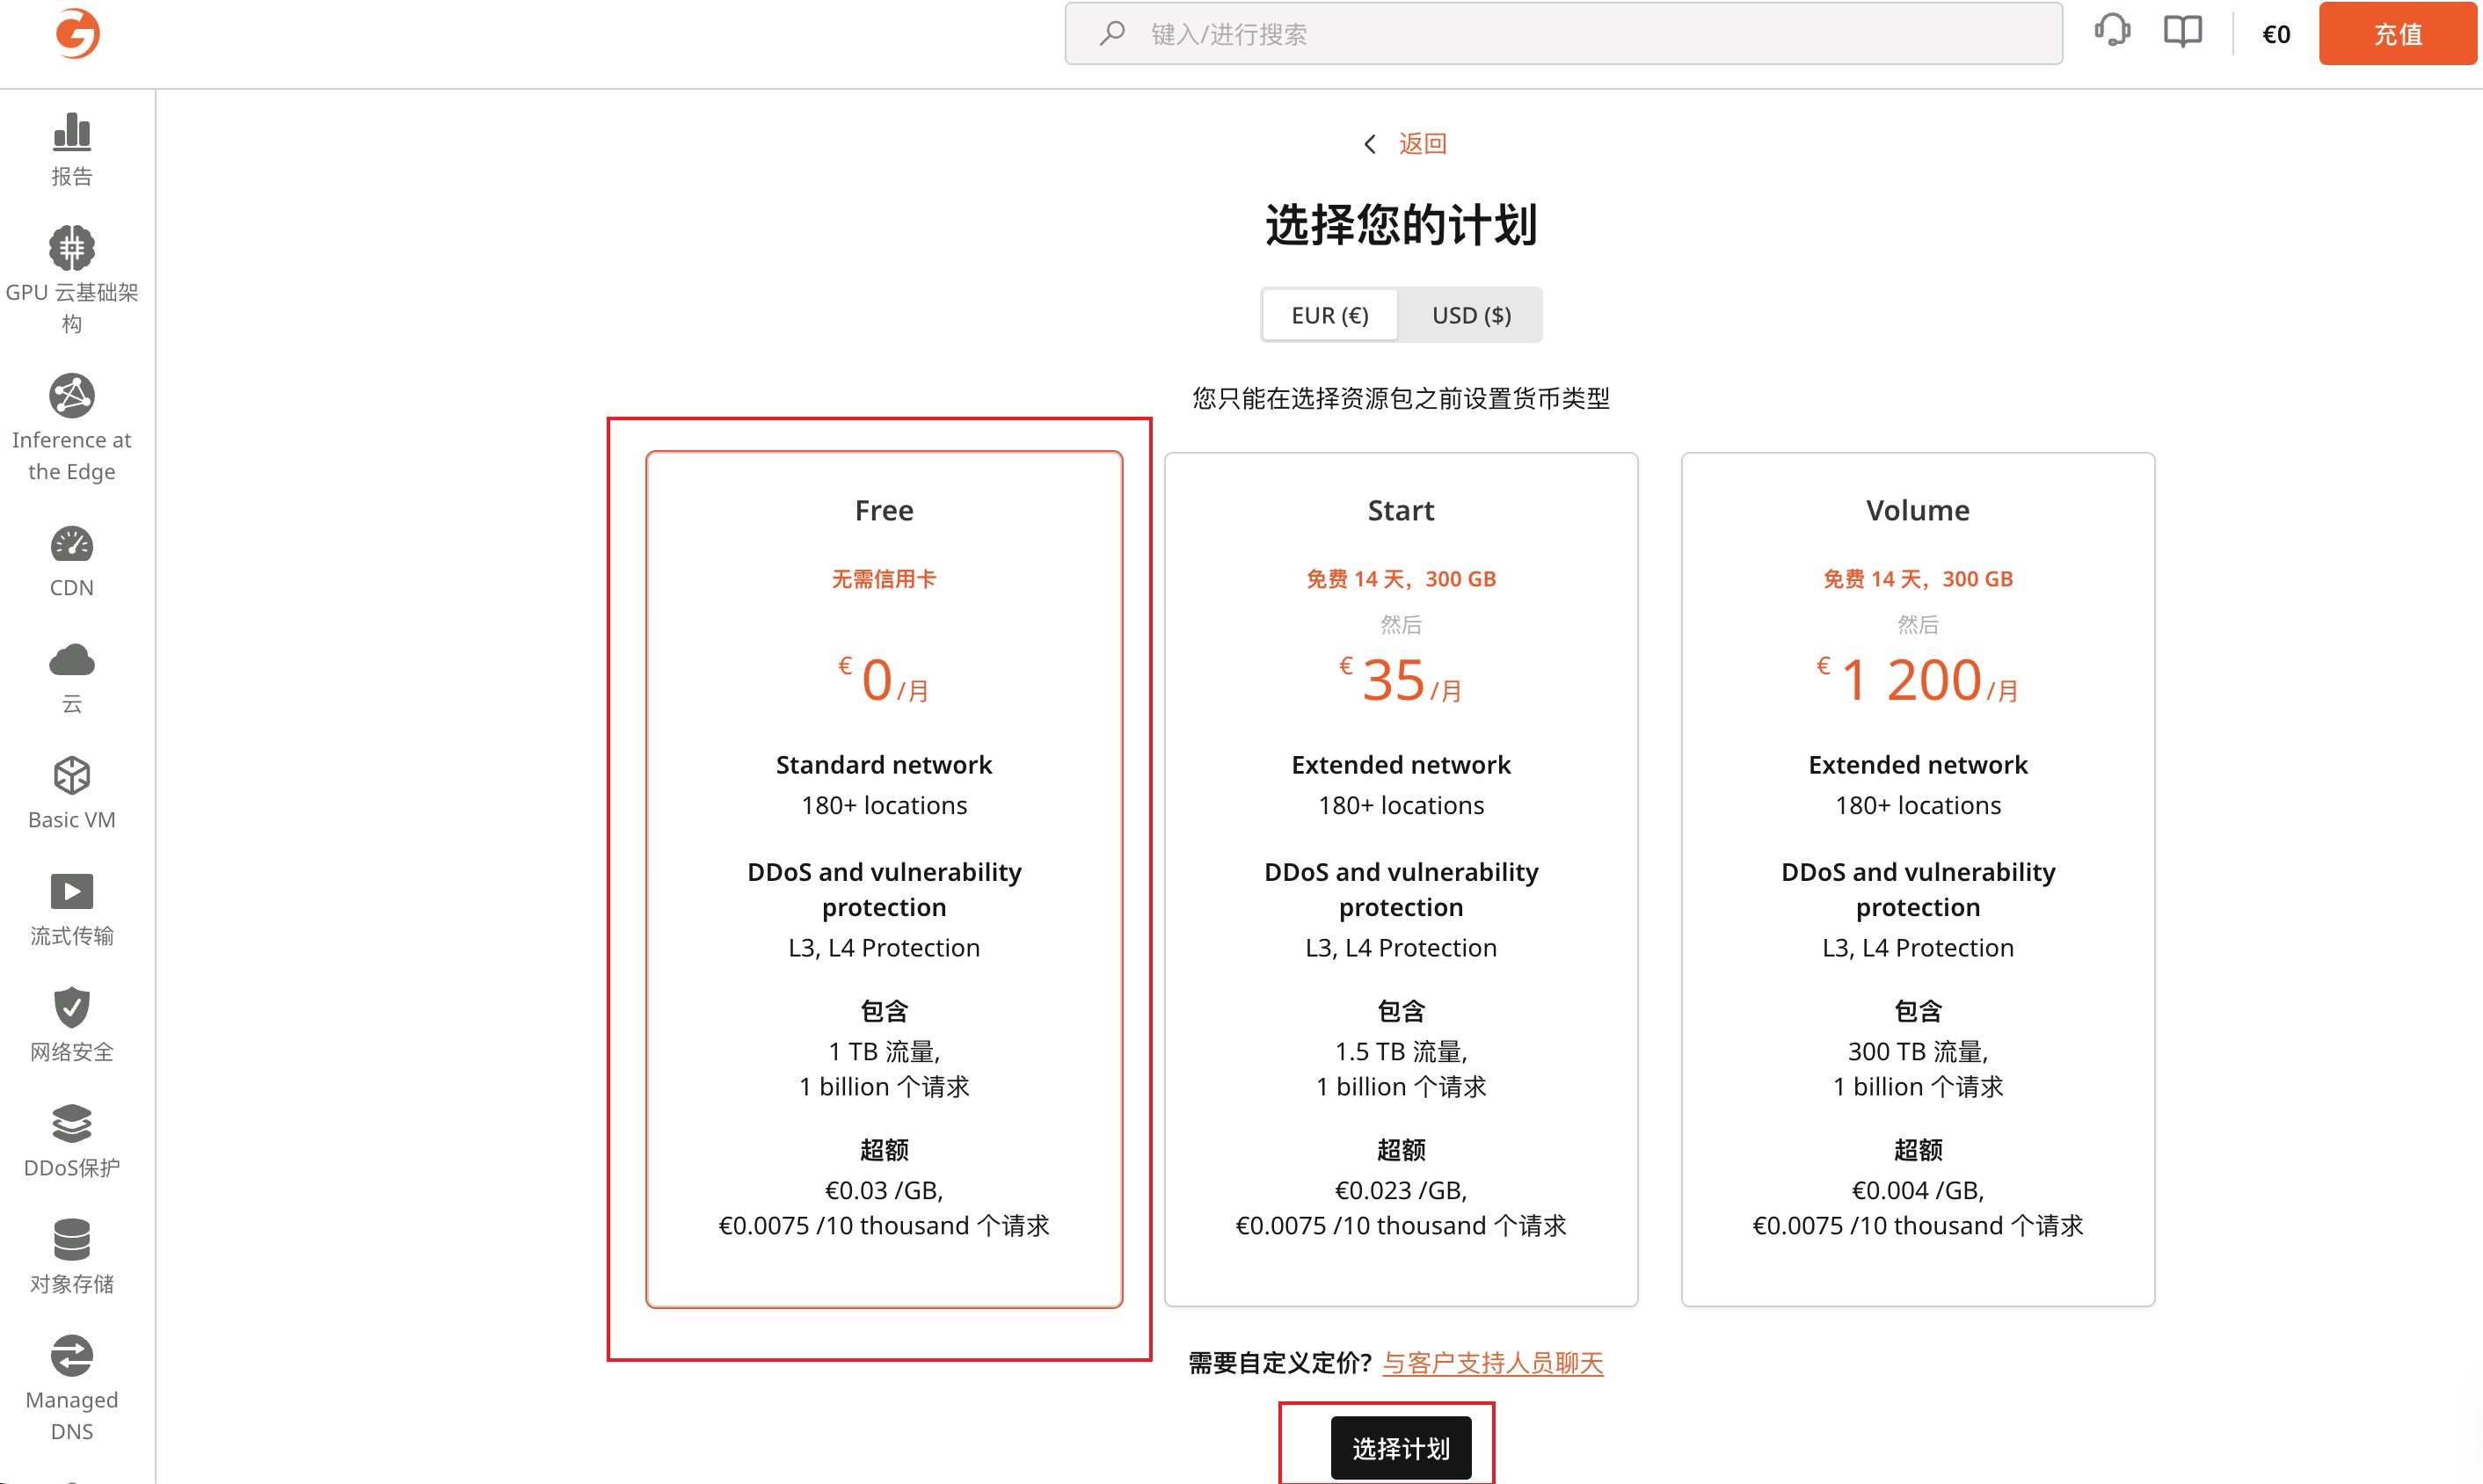 键入/进行搜索
€0
充值
报告
GPU 云基础架
构
Inference at
the Edge
CDN
云
Basic VM
流式传输
网络安全
DDoS保护
对象存储
Managed
DNS
返回
选择您的计划
EUR (€)
USD ($)
您只能在选择资源包之前设置货币类型
Free
无需信用卡
€ 0 /月
Standard network
180+ locations
DDoS and vulnerability
protection
L3, L4 Protection
包含
1 TB 流量,
1 billion 个请求
超额
€0.03 /GB,
€0.0075 /10 thousand 个请求
Start
免费 14 天，300 GB
然后
€ 35 /月
Extended network
180+ locations
DDoS and vulnerability
protection
L3, L4 Protection
包含
1.5 TB 流量,
1 billion 个请求
超额
€0.023 /GB,
€0.0075 /10 thousand 个请求
Volume
免费 14 天，300 GB
然后
€ 1 200 /月
Extended network
180+ locations
DDoS and vulnerability
protection
L3, L4 Protection
包含
300 TB 流量,
1 billion 个请求
超额
€0.004 /GB,
€0.0075 /10 thousand 个请求
需要自定义定价? 与客户支持人员聊天
选择计划